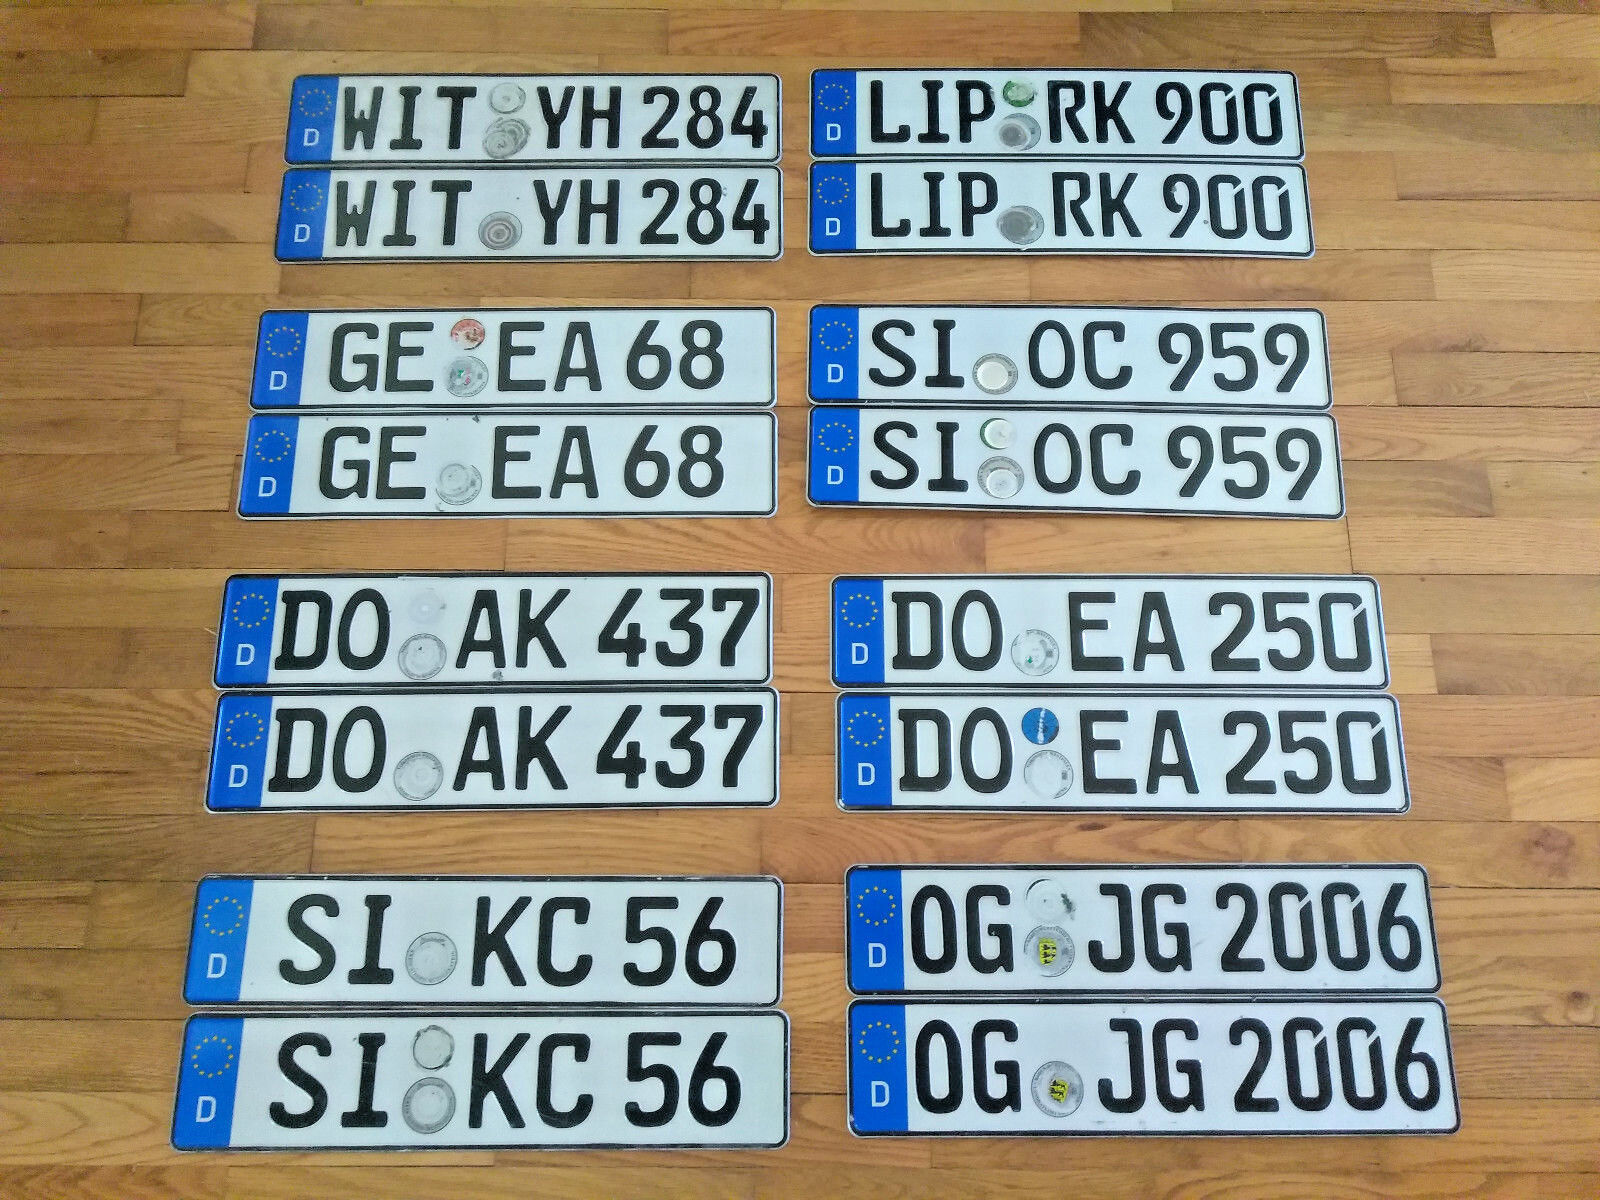 D WIT YH 284
D LIP RK 900
D WIT YH 284
D LIP RK 900
D GE EA 68
D SI OC 959
D GE EA 68
D SI OC 959
D DO AK 437
D DO EA 250
D DO AK 437
D DO EA 250
D SI KC 56
D OG JG 2006
D SI KC 56
D OG JG 2006